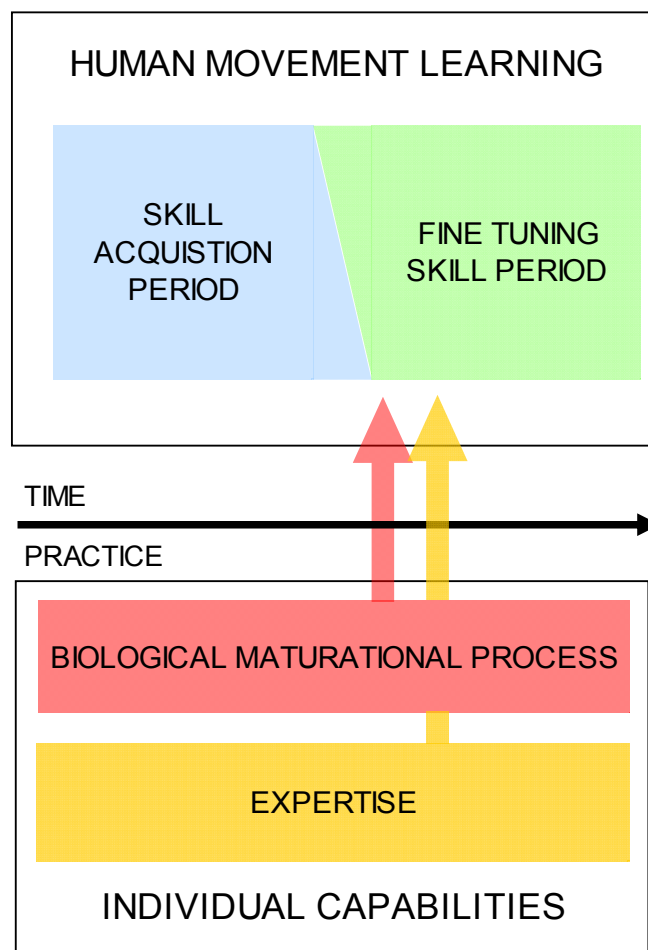 HUMAN MOVEMENT LEARNING
SKILL
ACQUISTION
PERIOD
FINE TUNING
SKILL PERIOD
TIME
PRACTICE
BIOLOGICAL MATURATIONAL PROCESS
EXPERTISE
INDIVIDUAL CAPABILITIES